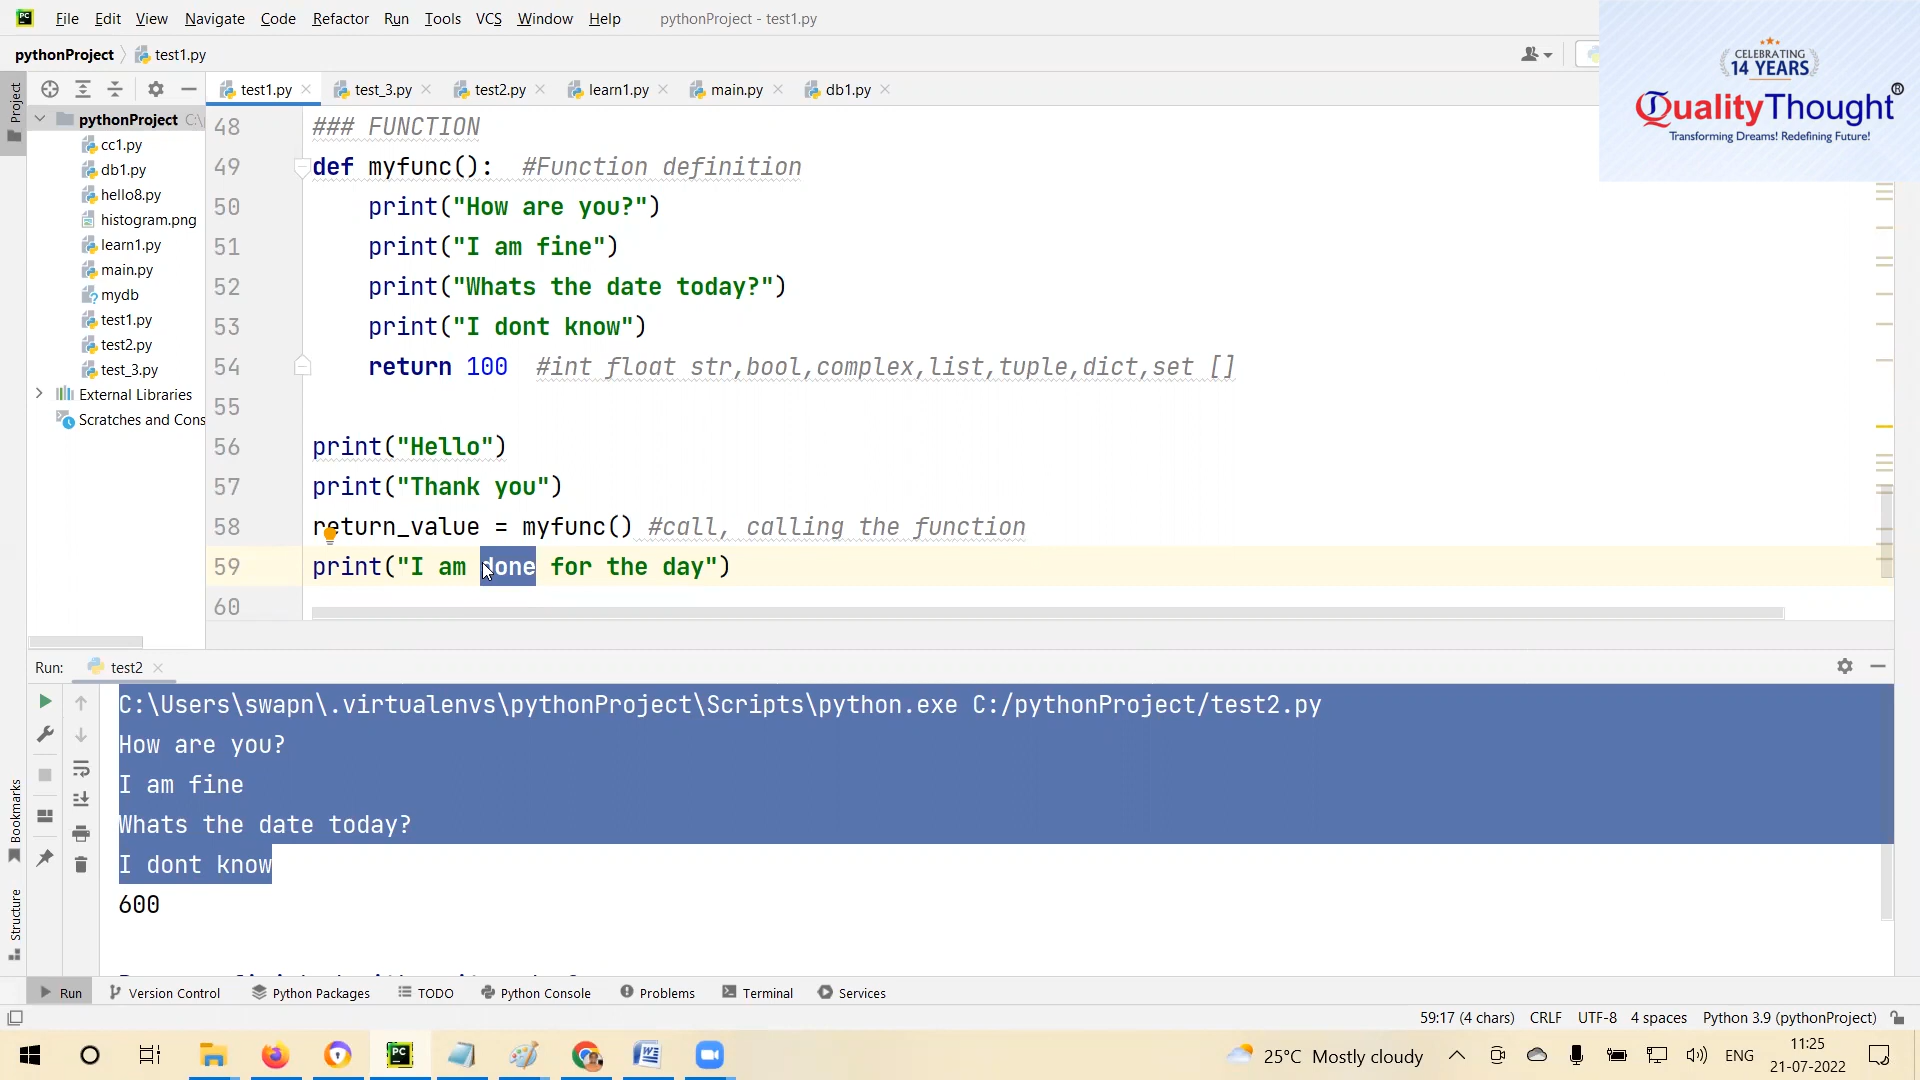 File Edit View Navigate Code Refactor Run Tools VCS Window Help pythonProject - test1.py
pythonProject test1.py
CELEBRATING
14 YEARS
QualityThought®
Transforming Dreams! Redefining Future!
Project
test1.py test_3.py test2.py learn1.py main.py db1.py
pythonProject C:\
cc1.py
db1.py
hello8.py
histogram.png
learn1.py
main.py
mydb
test1.py
test2.py
test_3.py
External Libraries
Scratches and Cons
48 ### FUNCTION
49 def myfunc():  #Function definition
50     print("How are you?")
51     print("I am fine")
52     print("Whats the date today?")
53     print("I dont know")
54     return 100  #int float str,bool,complex,list,tuple,dict,set []
55
56 print("Hello")
57 print("Thank you")
58 return_value = myfunc() #call, calling the function
59 print("I am done for the day")
60
Run: test2
C:\Users\swapn\.virtualenvs\pythonProject\Scripts\python.exe C:/pythonProject/test2.py
How are you?
I am fine
Whats the date today?
I dont know
600
Bookmarks
Structure
Run Version Control Python Packages TODO Python Console Problems Terminal Services
59:17 (4 chars) CRLF UTF-8 4 spaces Python 3.9 (pythonProject)
25°C Mostly cloudy ENG 11:25
21-07-2022